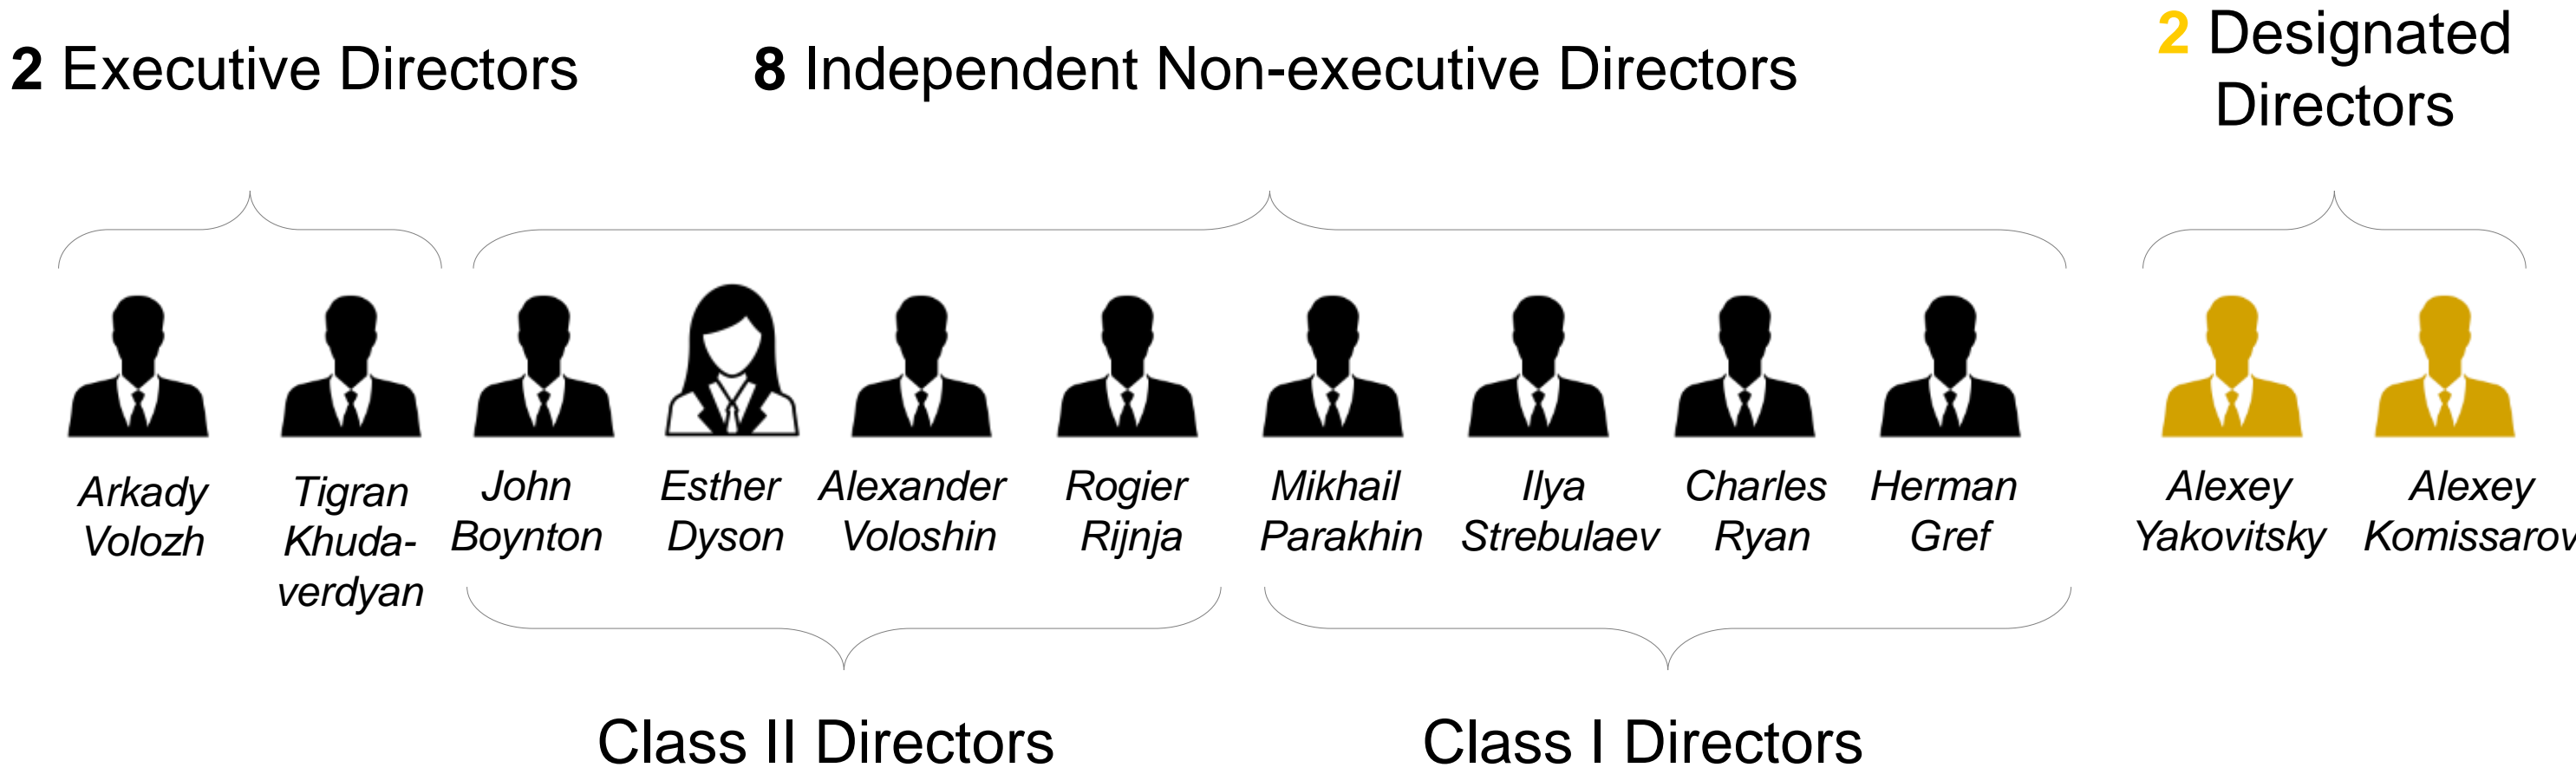 2 Executive Directors
8 Independent Non-executive Directors
2 Designated
Directors
Arkady
Volozh
Tigran
Khuda-
verdyan
John
Boynton
Esther
Dyson
Alexander
Voloshin
Rogier
Rijnja
Mikhail
Parakhin
Ilya
Strebulaev
Charles
Ryan
Herman
Gref
Alexey
Yakovitsky
Alexey
Komissarov
Class II Directors
Class I Directors